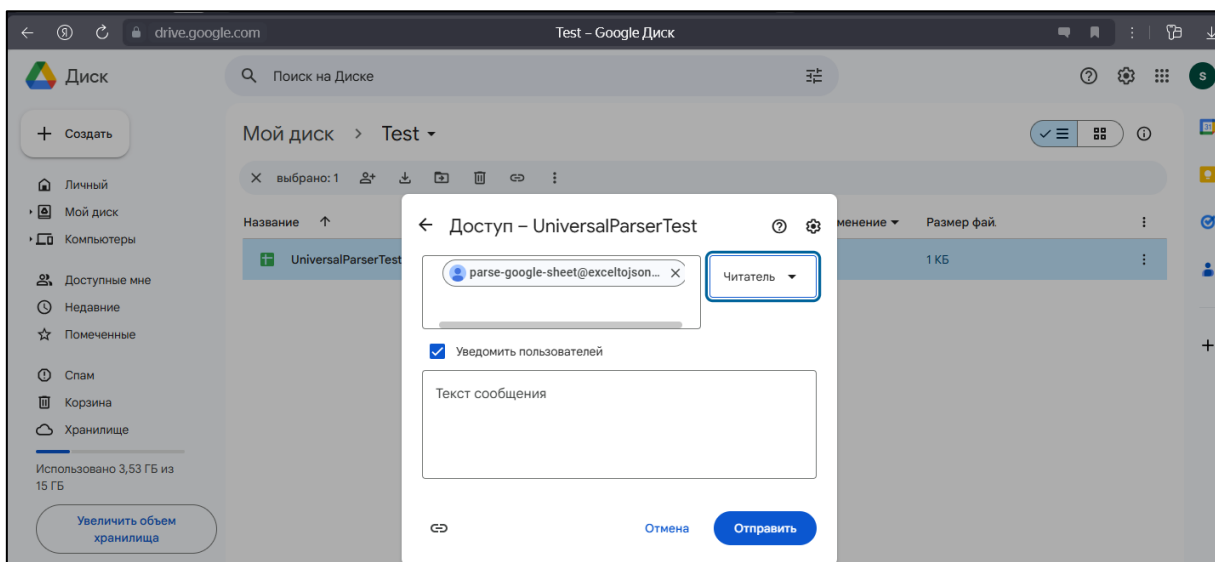 drive.google.com
Test – Google Диск
Диск
Поиск на Диске
S
Создать
Мой диск > Test
31
выбрано: 1
Личный
Мой диск
Компьютеры
Доступные мне
Недавние
Помеченные
Спам
Корзина
Хранилище
Использовано 3,53 ГБ из
15 ГБ
Увеличить объем
хранилища
Название
менение
Размер фай.
UniversalParserTest
1 КБ
Доступ – UniversalParserTest
parse-google-sheet@exceltojson...
Читатель
Уведомить пользователей
Текст сообщения
Отмена
Отправить